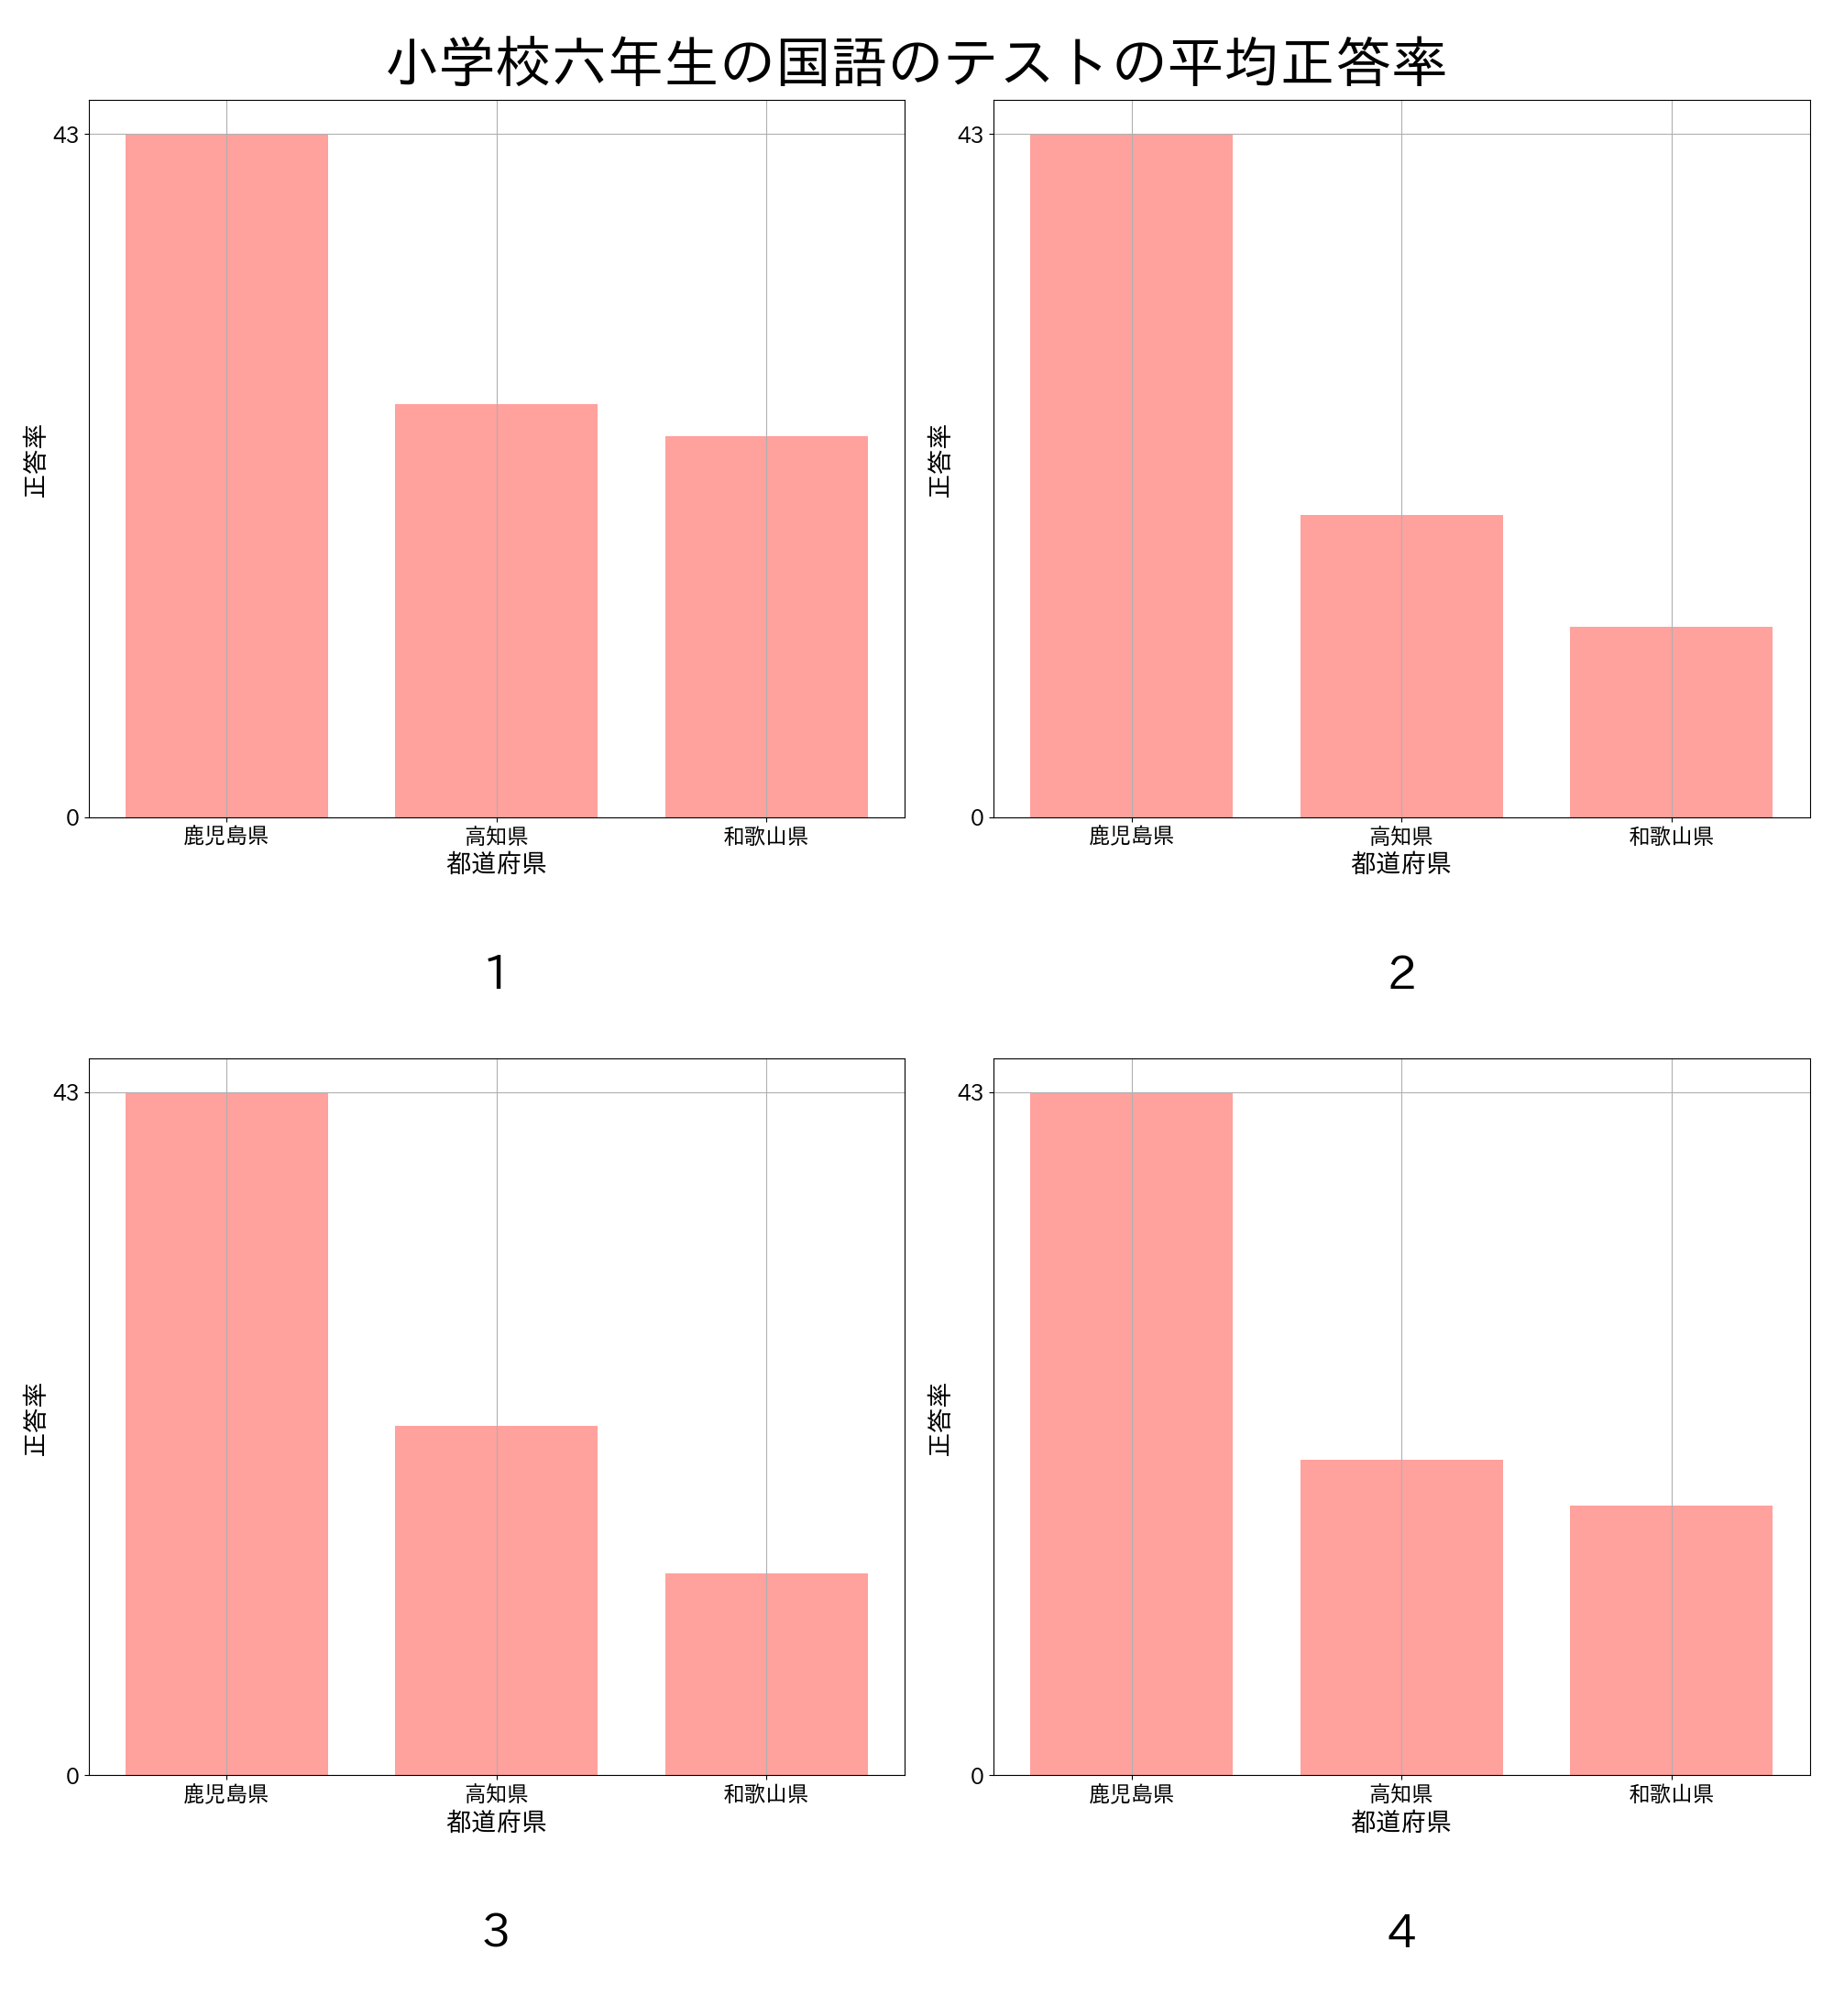 小学校六年生の国語のテストの平均正答率
43
正答率
0
鹿児島県 高知県 和歌山県
都道府県
1
43
正答率
0
鹿児島県 高知県 和歌山県
都道府県
2
43
正答率
0
鹿児島県 高知県 和歌山県
都道府県
3
43
正答率
0
鹿児島県 高知県 和歌山県
都道府県
4